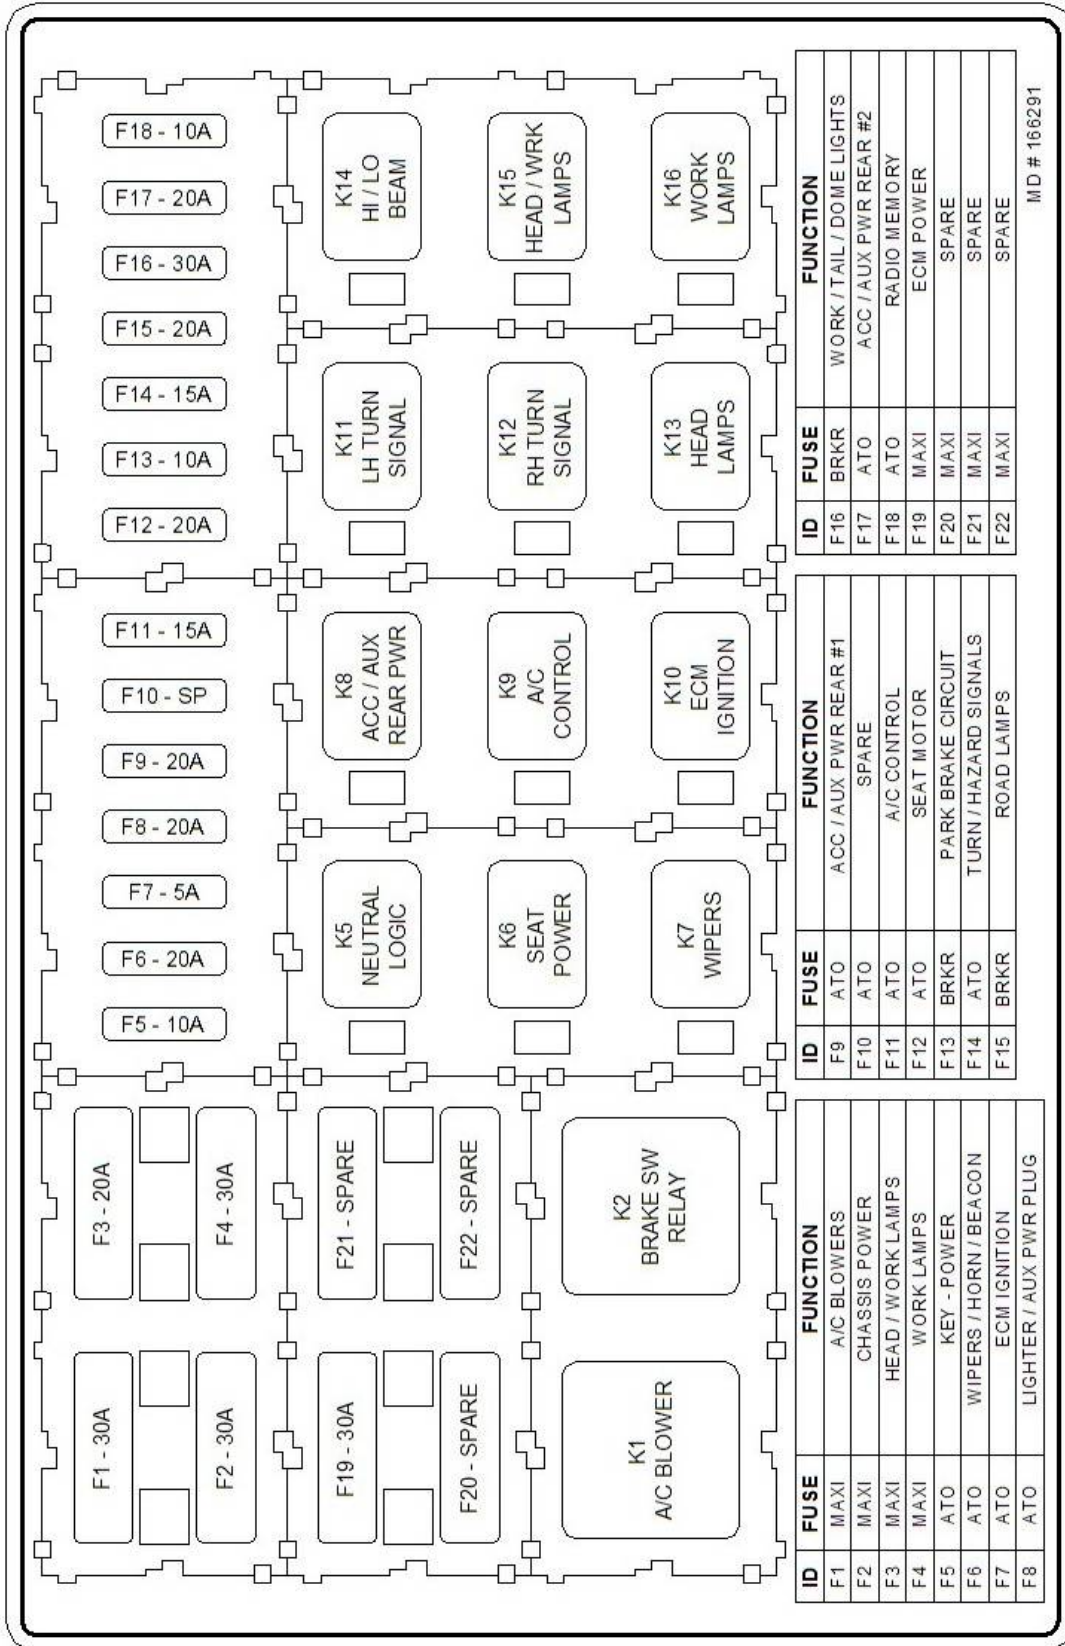 F18 - 10A
F17 - 20A
F16 - 30A
F15 - 20A
F14 - 15A
F13 - 10A
F12 - 20A
F11 - 15A
F10 - SP
F9 - 20A
F8 - 20A
F7 - 5A
F6 - 20A
F5 - 10A
F3 - 20A
F4 - 30A
F1 - 30A
F2 - 30A
F21 - SPARE
F22 - SPARE
F19 - 30A
F20 - SPARE
K14
HI / LO
BEAM
K15
HEAD / WRK
LAMPS
K16
WORK
LAMPS
K11
LH TURN
SIGNAL
K12
RH TURN
SIGNAL
K13
HEAD
LAMPS
K8
ACC / AUX
REAR PWR
K9
A/C
CONTROL
K10
ECM
IGNITION
K5
NEUTRAL
LOGIC
K6
SEAT
POWER
K7
WIPERS
K2
BRAKE SW
RELAY
K1
A/C BLOWER
ID FUSE FUNCTION
F1 MAXI A/C BLOWERS
F2 MAXI CHASSIS POWER
F3 MAXI HEAD / WORK LAMPS
F4 MAXI WORK LAMPS
F5 ATO KEY - POWER
F6 ATO WIPERS / HORN / BEACON
F7 ATO ECM IGNITION
F8 ATO LIGHTER / AUX PWR PLUG
ID FUSE FUNCTION
F9 ATO ACC / AUX PWR REAR #1
F10 ATO SPARE
F11 ATO A/C CONTROL
F12 ATO SEAT MOTOR
F13 BRKR PARK BRAKE CIRCUIT
F14 ATO TURN / HAZARD SIGNALS
F15 BRKR ROAD LAMPS
ID FUSE FUNCTION
F16 BRKR WORK / TAIL / DOME LIGHTS
F17 ATO ACC / AUX PWR REAR #2
F18 ATO RADIO MEMORY
F19 MAXI ECM POWER
F20 MAXI SPARE
F21 MAXI SPARE
F22 MAXI SPARE
MD # 166291